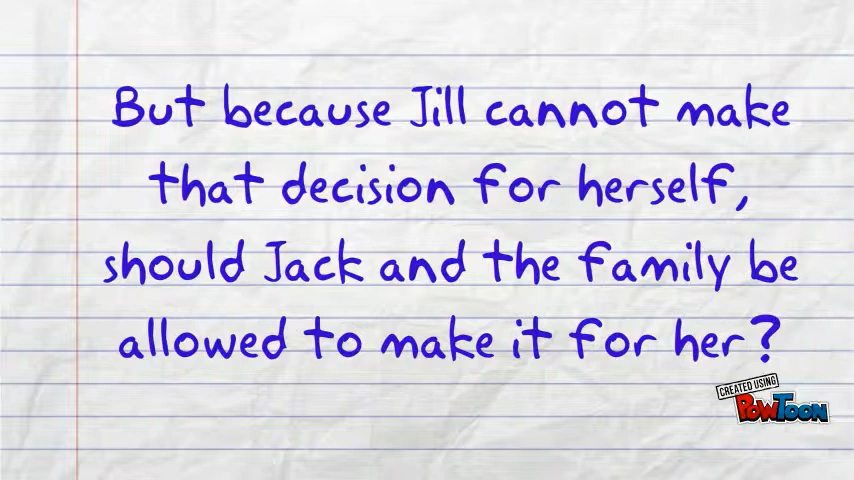 But because Jill cannot make
that decision for herself,
should Jack and the family be
allowed to make it for her?
CREATED USING
POWTOON